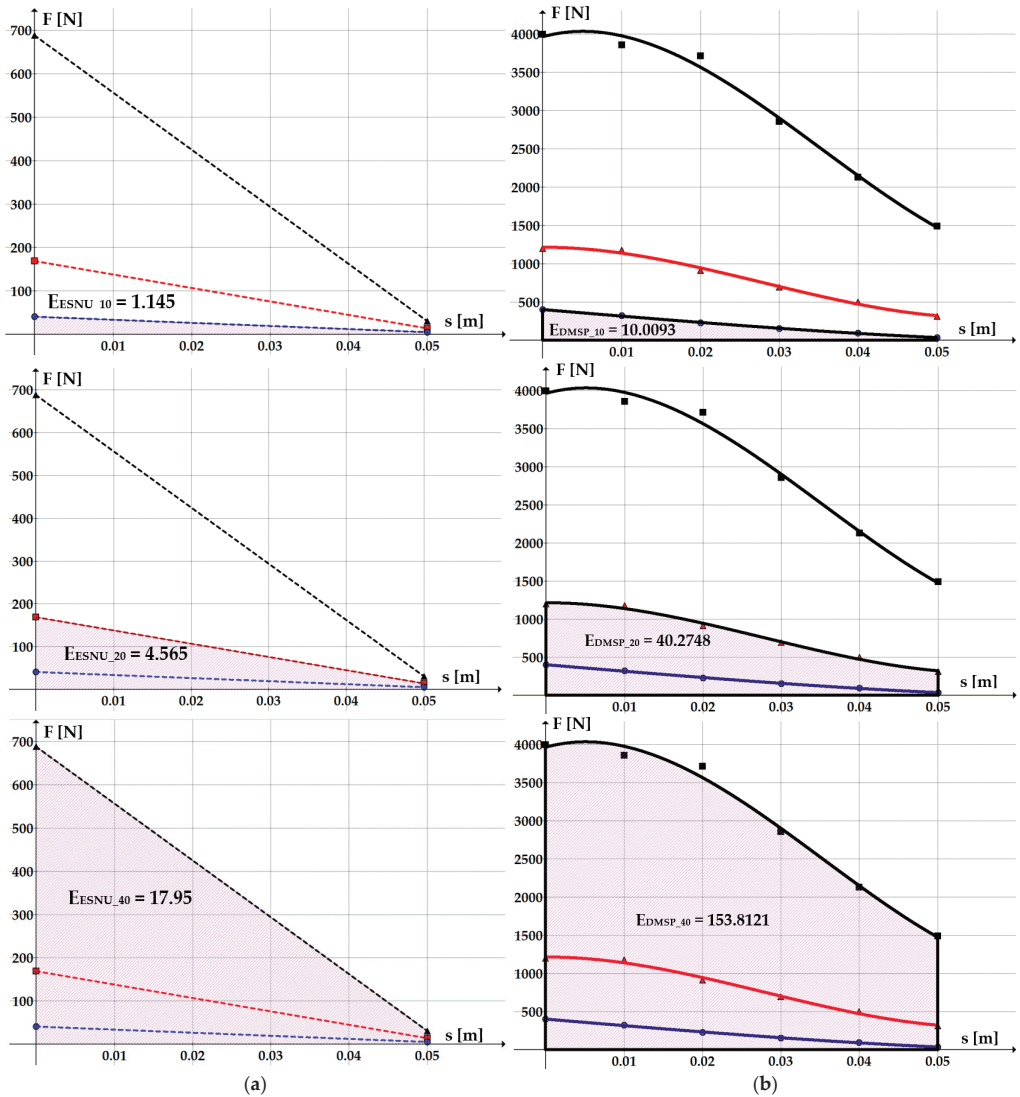 F [N]
700
600
500
400
300
200
100
EESNU_10 = 1.145
s [m]
0.01 0.02 0.03 0.04 0.05
F [N]
4000
3500
3000
2500
2000
1500
1000
500
EDMSP_10 = 10.0093
s [m]
0.01 0.02 0.03 0.04 0.05
F [N]
700
600
500
400
300
200
100
EESNU_20 = 4.565
s [m]
0.01 0.02 0.03 0.04 0.05
F [N]
4000
3500
3000
2500
2000
1500
1000
500
EDMSP_20 = 40.2748
s [m]
0.01 0.02 0.03 0.04 0.05
F [N]
700
600
500
400
300
200
100
EESNU_40 = 17.95
s [m]
0.01 0.02 0.03 0.04 0.05
F [N]
4000
3500
3000
2500
2000
1500
1000
500
EDMSP_40 = 153.8121
s [m]
0.01 0.02 0.03 0.04 0.05
(a)
(b)